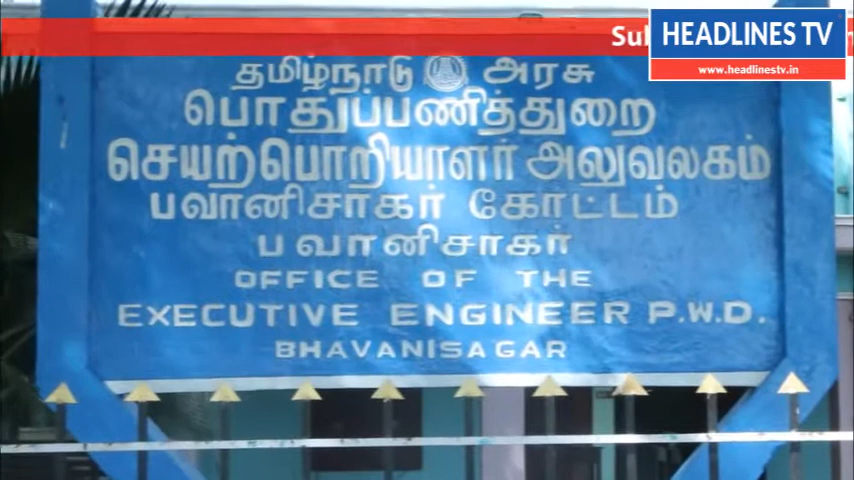 HEADLINES TV
www.headlinestv.in
தமிழ்நாடு அரசு
பொதுப்பணித்துறை
செயற்பொறியாளர் அலுவலகம்
பவானிசாகர் கோட்டம்
பவானிசாகர்
OFFICE OF THE
EXECUTIVE ENGINEER P.W.D.
BHAVANISAGAR